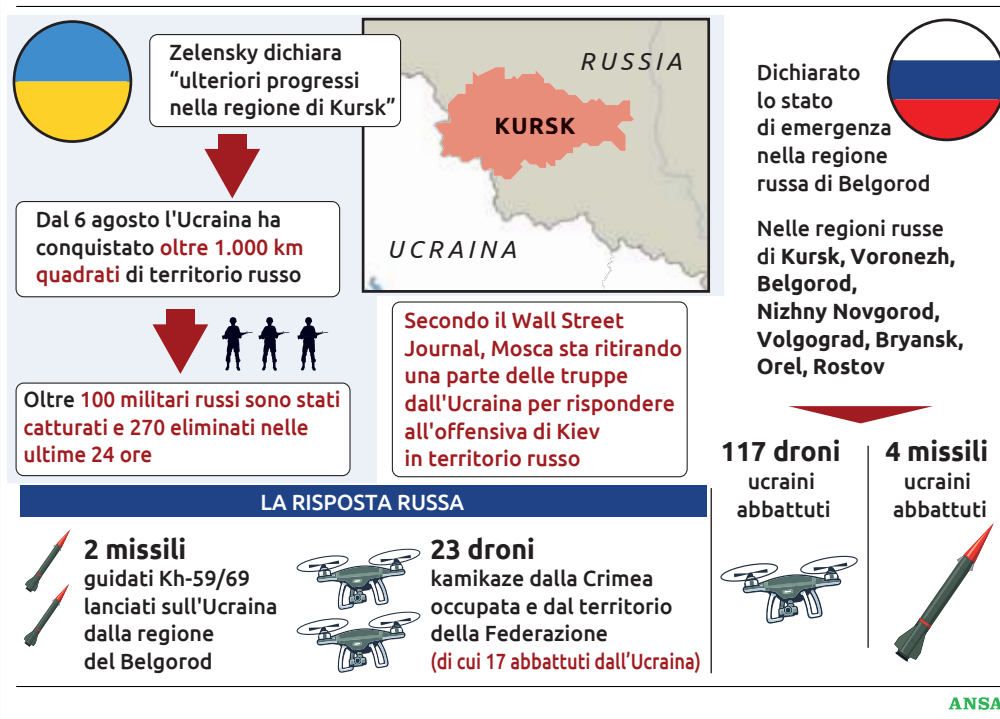 Zelensky dichiara
“ulteriori progressi
nella regione di Kursk”
Dal 6 agosto l'Ucraina ha
conquistato oltre 1.000 km
quadrati di territorio russo
Oltre 100 militari russi sono stati
catturati e 270 eliminati nelle
ultime 24 ore
RUSSIA
KURSK
UCRAINA
Secondo il Wall Street
Journal, Mosca sta ritirando
una parte delle truppe
dall'Ucraina per rispondere
all'offensiva di Kiev
in territorio russo
Dichiarato
lo stato
di emergenza
nella regione
russa di Belgorod
Nelle regioni russe
di Kursk, Voronezh,
Belgorod,
Nizhny Novgorod,
Volgograd, Bryansk,
Orel, Rostov
117 droni
ucraini
abbattuti
4 missili
ucraini
abbattuti
LA RISPOSTA RUSSA
2 missili
guidati Kh-59/69
lanciati sull'Ucraina
dalla regione
del Belgorod
23 droni
kamikaze dalla Crimea
occupata e dal territorio
della Federazione
(di cui 17 abbattuti dall’Ucraina)
ANSA